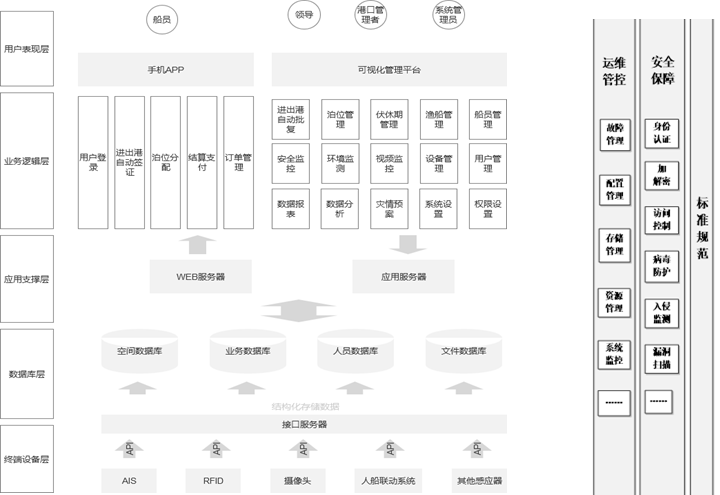 船员
领导
港口管
理者
系统管
理员
用户表现层
手机APP
可视化管理平台
业务逻辑层
用户登
录
进出港
自动签
证
泊位分
配
结算支
付
订单管
理
进出港
自动批
复
泊位管
理
伏休期
管理
渔船管
理
船员管
理
安全监
控
环境监
测
视频监
控
设备管
理
用户管
理
数据报
表
数据分
析
灾情预
案
系统设
置
权限设
置
应用支撑层
WEB服务器
应用服务器
数据库层
空间数据库
业务数据库
人员数据库
文件数据库
结构化存储数据
接口服务器
终端设备层
API
API
API
API
API
AIS
RFID
摄像头
人船联动系统
其他感应器
运维
管控
故障
管理
配置
管理
存储
管理
资源
管理
系统
监控
······
安全
保障
身份
认证
加
解密
访问
控制
病毒
防护
入侵
监测
漏洞
扫描
······
标准规范